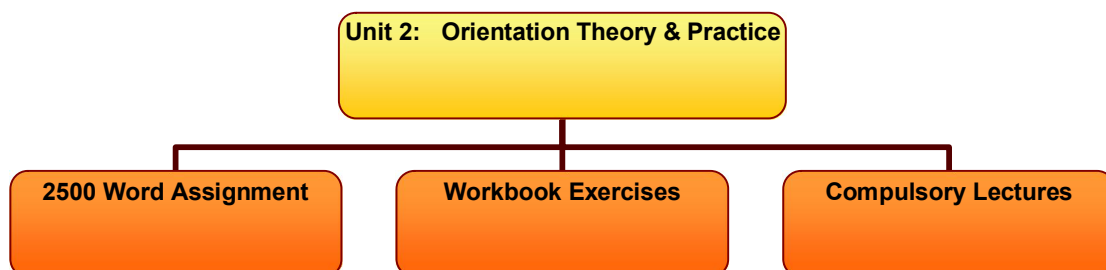 Unit 2: Orientation Theory & Practice
2500 Word Assignment
Workbook Exercises
Compulsory Lectures